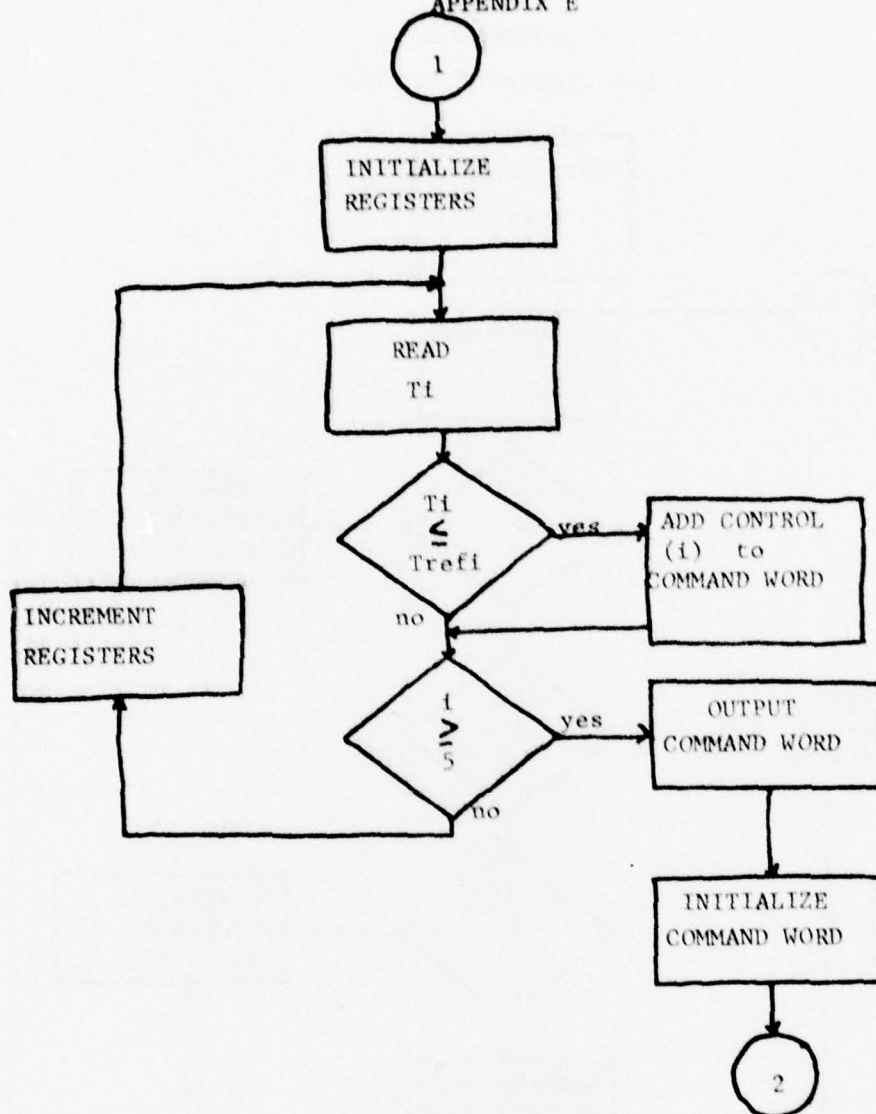 APPENDIX E
1
INITIALIZE
REGISTERS
READ
Ti
Ti
≤
Trefi
yes
ADD CONTROL
(i) to
COMMAND WORD
no
INCREMENT
REGISTERS
i
≥
5
yes
OUTPUT
COMMAND WORD
no
INITIALIZE
COMMAND WORD
2